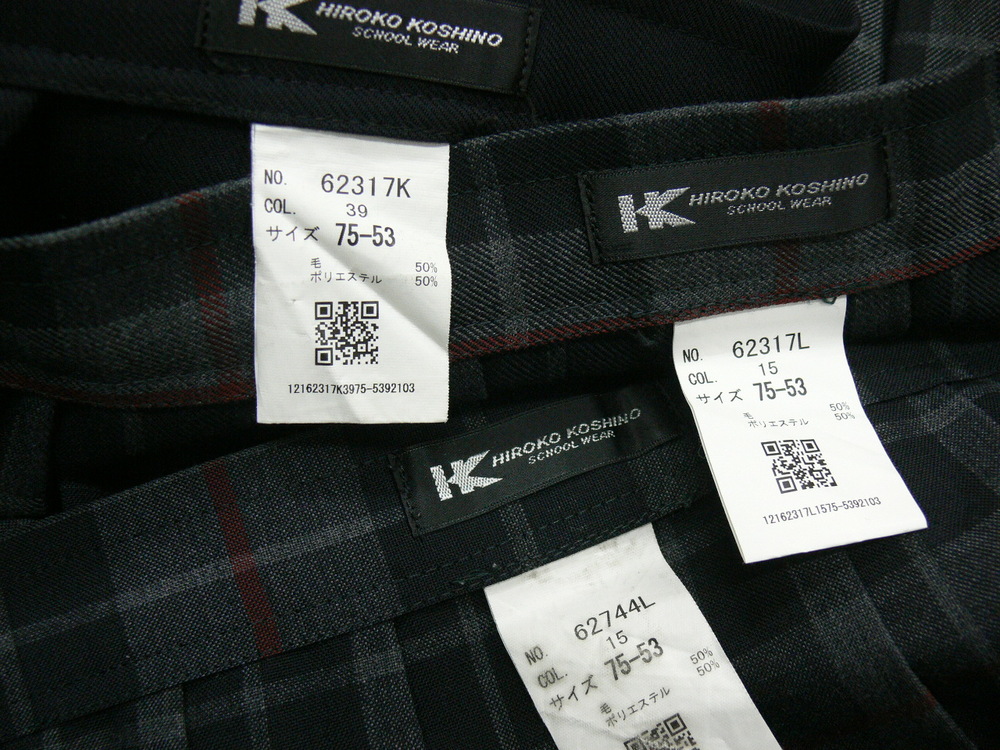 HK HIROKO KOSHINO
SCHOOL WEAR
NO. 62317K
COL. 39
サイズ 75-53
毛 50%
ポリエステル 50%
12162317K3975-5392103
HK HIROKO KOSHINO
SCHOOL WEAR
NO. 62317L
COL. 15
サイズ 75-53
毛 50%
ポリエステル 50%
12162317L1575-5392103
HK HIROKO KOSHINO
SCHOOL WEAR
NO. 62744L
COL. 15
サイズ 75-53
毛 50%
ポリエステル 50%